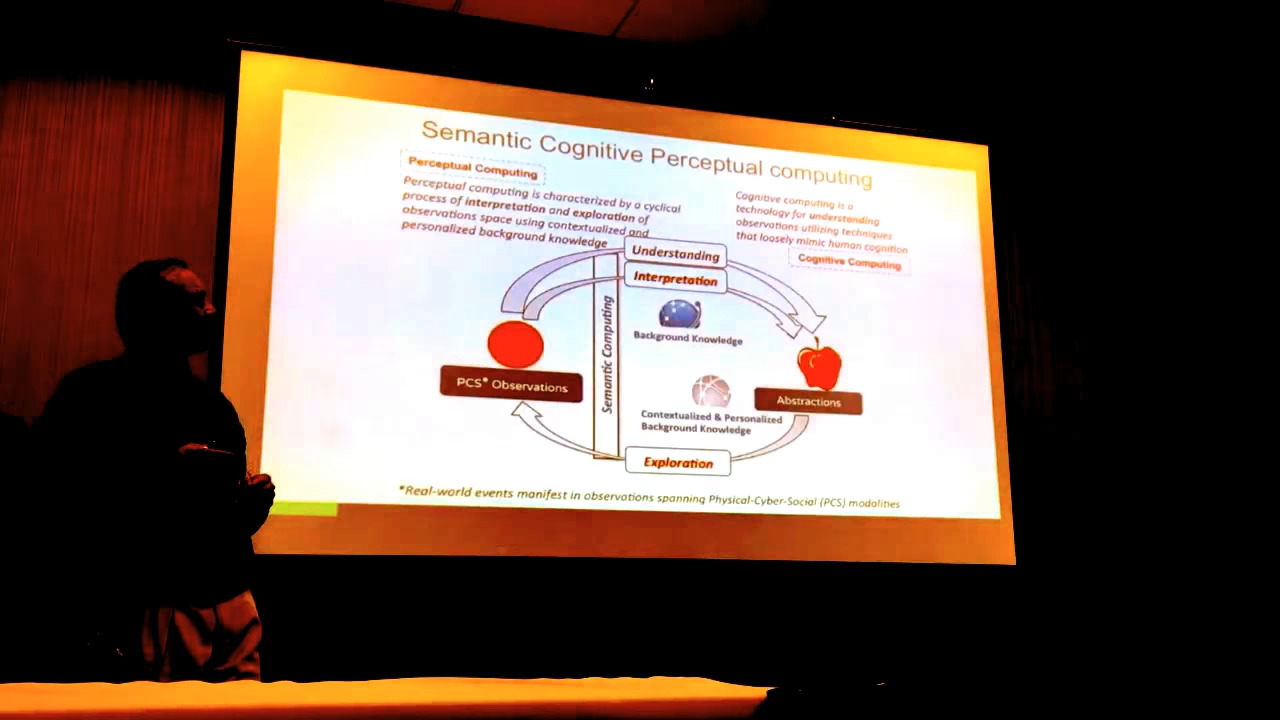 Semantic Cognitive Perceptual computing
Perceptual Computing
Perceptual computing is characterized by a cyclical
process of interpretation and exploration of
observations space using contextualized and
personalized background knowledge
Cognitive computing is a
technology for understanding
observations utilizing techniques
that loosely mimic human cognition
Cognitive Computing
Understanding
Interpretation
Semantic Computing
Background Knowledge
PCS* Observations
Abstractions
Contextualized & Personalized
Background Knowledge
Exploration
*Real-world events manifest in observations spanning Physical-Cyber-Social (PCS) modalities